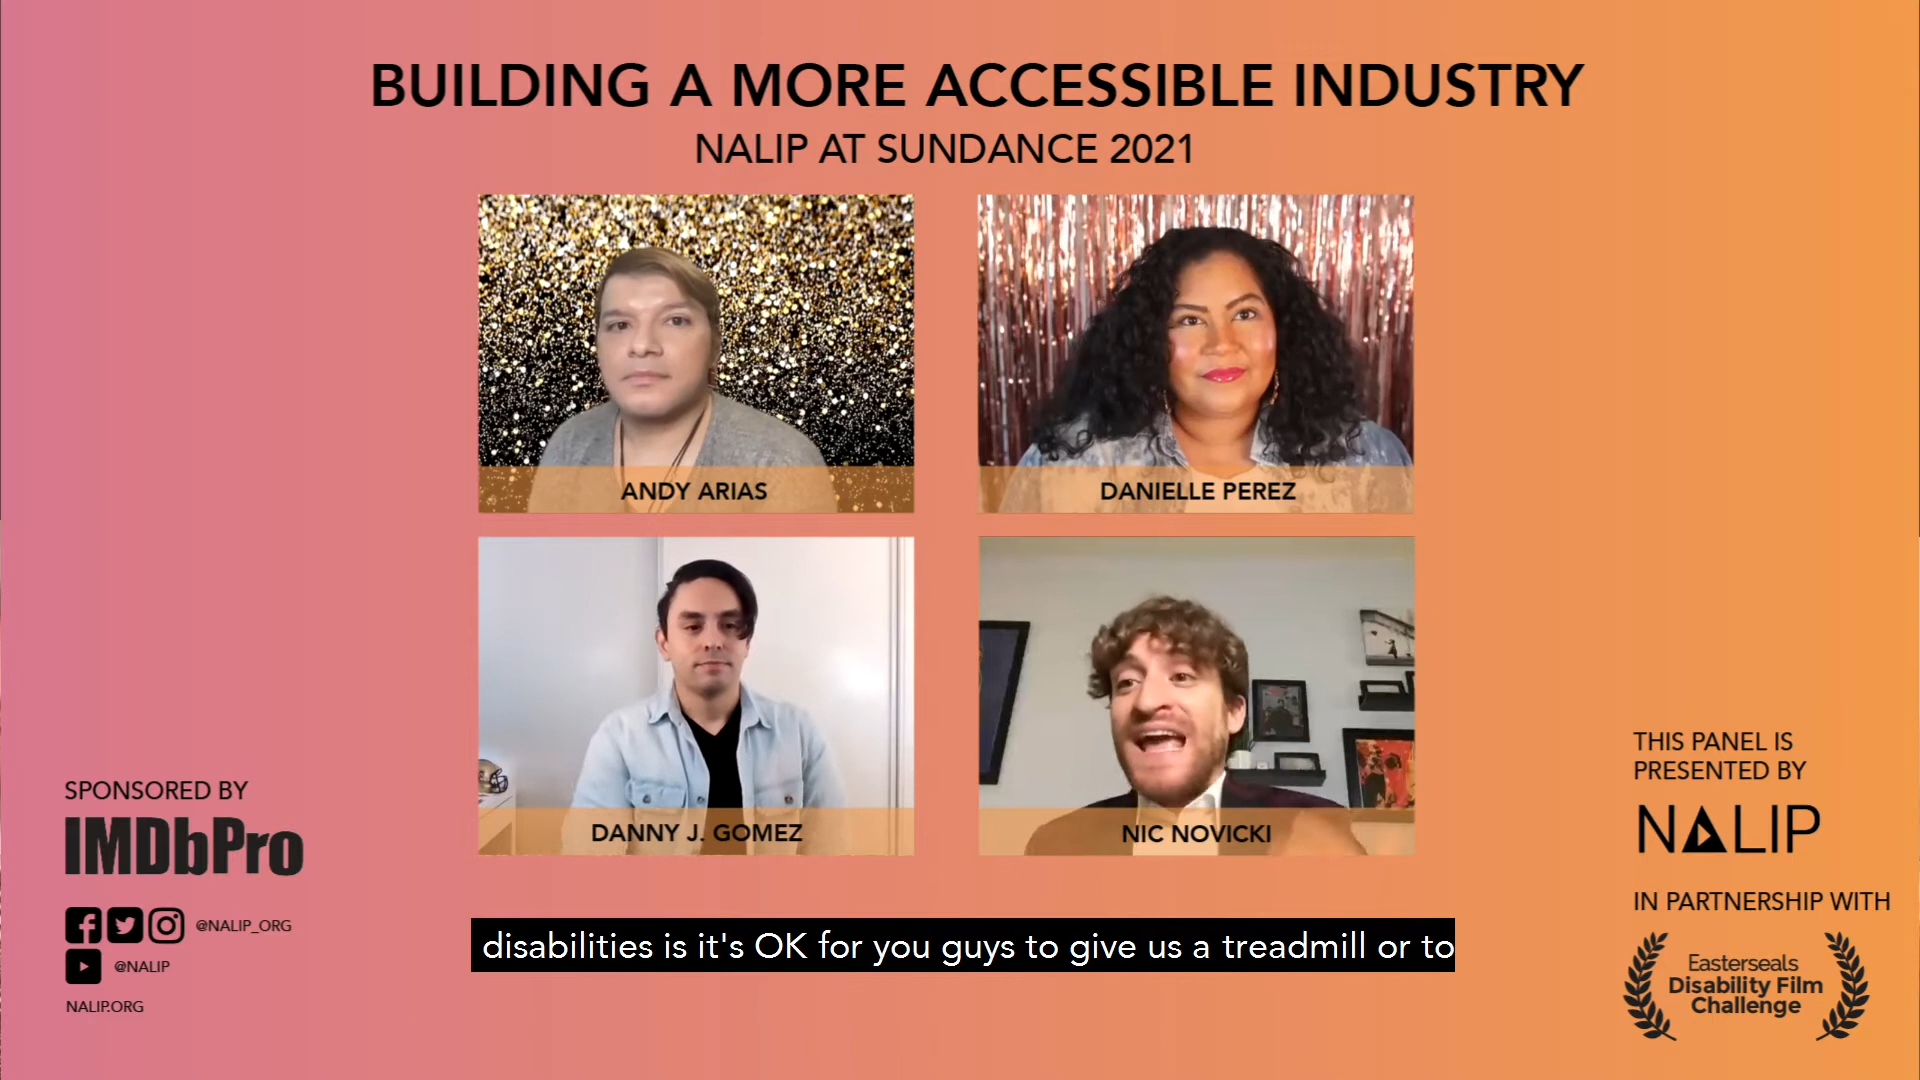 BUILDING A MORE ACCESSIBLE INDUSTRY
NALIP AT SUNDANCE 2021
ANDY ARIAS
DANIELLE PEREZ
DANNY J. GOMEZ
NIC NOVICKI
SPONSORED BY
IMDbPro
@NALIP_ORG
@NALIP
NALIP.ORG
disabilities is it's OK for you guys to give us a treadmill or to
THIS PANEL IS
PRESENTED BY
NALIP
IN PARTNERSHIP WITH
Easterseals
Disability Film
Challenge